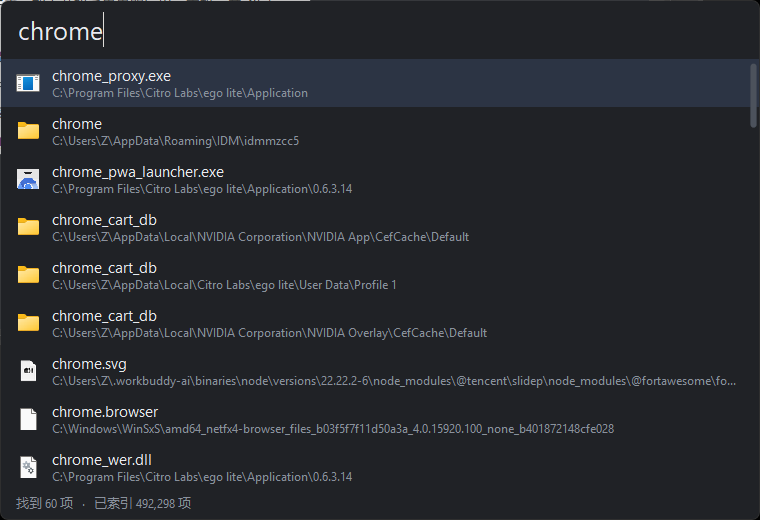 chrome
chrome_proxy.exe
C:\Program Files\Citro Labs\ego lite\Application
chrome
C:\Users\Z\AppData\Roaming\IDM\idmmzcc5
chrome_pwa_launcher.exe
C:\Program Files\Citro Labs\ego lite\Application\0.6.3.14
chrome_cart_db
C:\Users\Z\AppData\Local\NVIDIA Corporation\NVIDIA App\CefCache\Default
chrome_cart_db
C:\Users\Z\AppData\Local\Citro Labs\ego lite\User Data\Profile 1
chrome_cart_db
C:\Users\Z\AppData\Local\NVIDIA Corporation\NVIDIA Overlay\CefCache\Default
chrome.svg
C:\Users\Z\.workbuddy-ai\binaries\node\versions\22.22.2-6\node_modules\@tencent\slidep\node_modules\@fortawesome\fo...
chrome.browser
C:\Windows\WinSxS\amd64_netfx4-browser_files_b03f5f7f11d50a3a_4.0.15920.100_none_b401872148cfe028
chrome_wer.dll
C:\Program Files\Citro Labs\ego lite\Application\0.6.3.14
找到 60 项 · 已索引 492,298 项